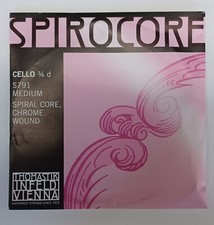 SPIROCORE
CELLO ¾ d
S791
MEDIUM
SPIRAL CORE,
CHROME
WOUND
THOMASTIK
INFELD
VIENNA